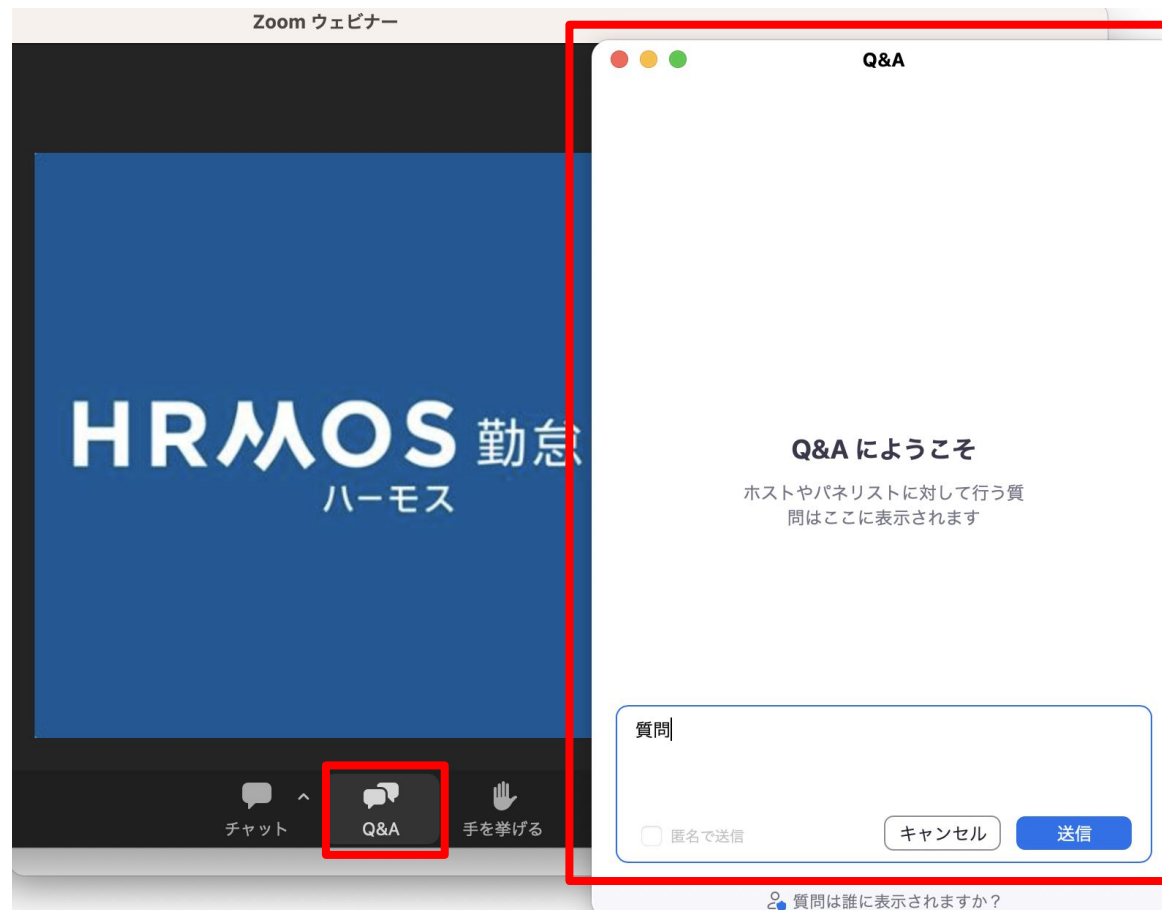 Zoom ウェビナー
HRMOS 勤怠
ハーモス
チャット
Q&A
手を挙げる
Q&A
Q&A にようこそ
ホストやパネリストに対して行う質
問はここに表示されます
質問
匿名で送信
キャンセル
送信
質問は誰に表示されますか？